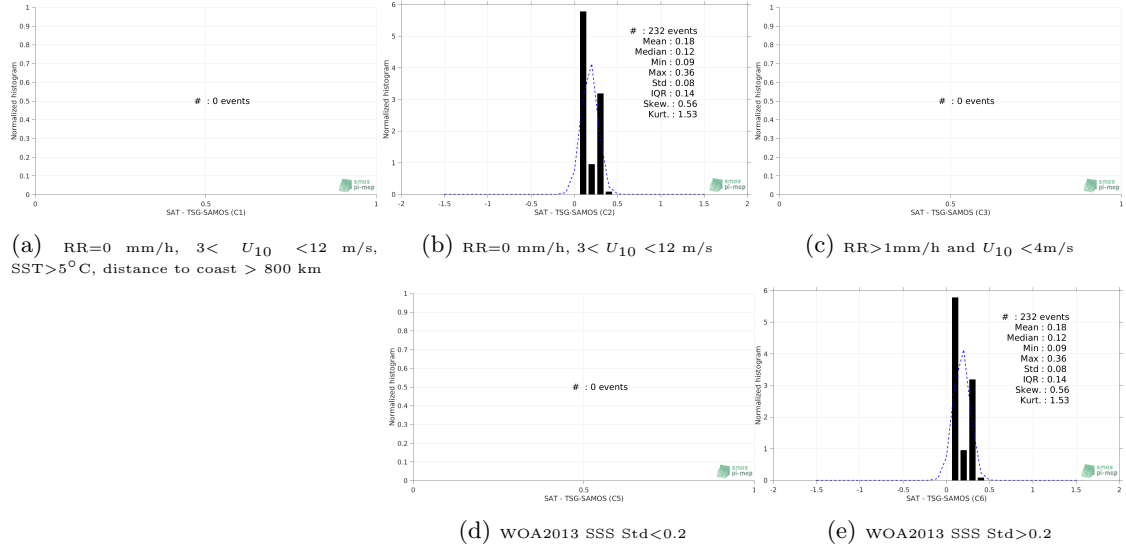 Normalized histogram
1
0.9
0.8
0.7
0.6
0.5
0.4
0.3
0.2
0.1
0
# : 0 events
0 0.5 1
SAT - TSG-SAMOS (C1)
smos
pi-mep
(a) RR=0 mm/h, 3< U10 <12 m/s,
SST>5°C, distance to coast > 800 km
Normalized histogram
6
5
4
3
2
1
0
# : 232 events
Mean : 0.18
Median : 0.12
Min : 0.09
Max : 0.36
Std : 0.08
IQR : 0.14
Skew. : 0.56
Kurt. : 1.53
-2 -1.5 -1 -0.5 0 0.5 1 1.5 2
SAT - TSG-SAMOS (C2)
smos
pi-mep
(b) RR=0 mm/h, 3< U10 <12 m/s
Normalized histogram
1
0.9
0.8
0.7
0.6
0.5
0.4
0.3
0.2
0.1
0
# : 0 events
0 0.5 1
SAT - TSG-SAMOS (C3)
smos
pi-mep
(c) RR>1mm/h and U10 <4m/s
Normalized histogram
1
0.9
0.8
0.7
0.6
0.5
0.4
0.3
0.2
0.1
0
# : 0 events
0 0.5 1
SAT - TSG-SAMOS (C5)
smos
pi-mep
(d) WOA2013 SSS Std<0.2
Normalized histogram
6
5
4
3
2
1
0
# : 232 events
Mean : 0.18
Median : 0.12
Min : 0.09
Max : 0.36
Std : 0.08
IQR : 0.14
Skew. : 0.56
Kurt. : 1.53
-2 -1.5 -1 -0.5 0 0.5 1 1.5 2
SAT - TSG-SAMOS (C6)
smos
pi-mep
(e) WOA2013 SSS Std>0.2